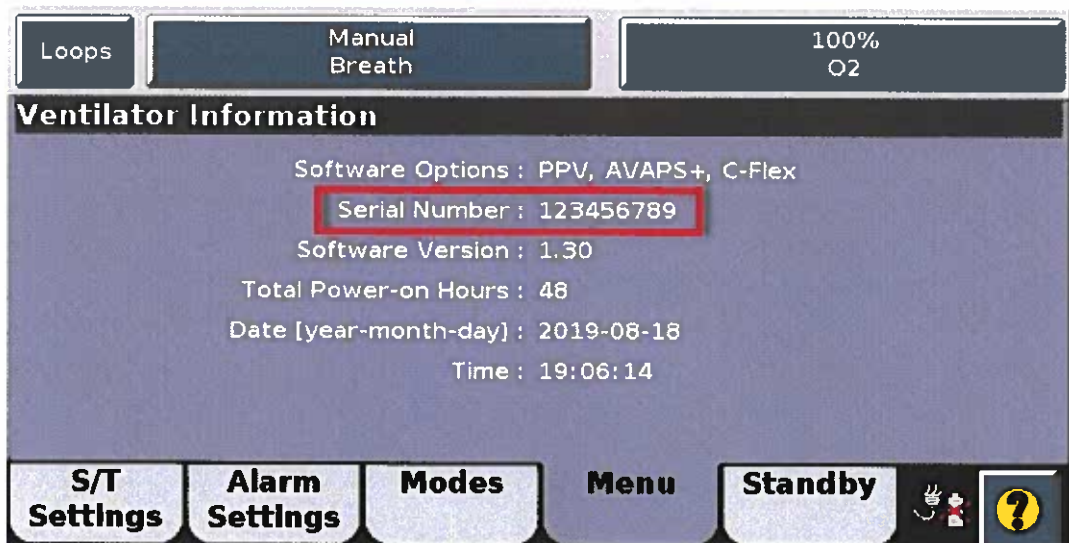 Loops
Manual
Breath
100%
O2
Ventilator Information
Software Options : PPV, AVAPS+, C-Flex
Serial Number : 123456789
Software Version : 1.30
Total Power-on Hours : 48
Date [year-month-day] : 2019-08-18
Time : 19:06:14
S/T
Settings
Alarm
Settings
Modes
Menu
Standby
?